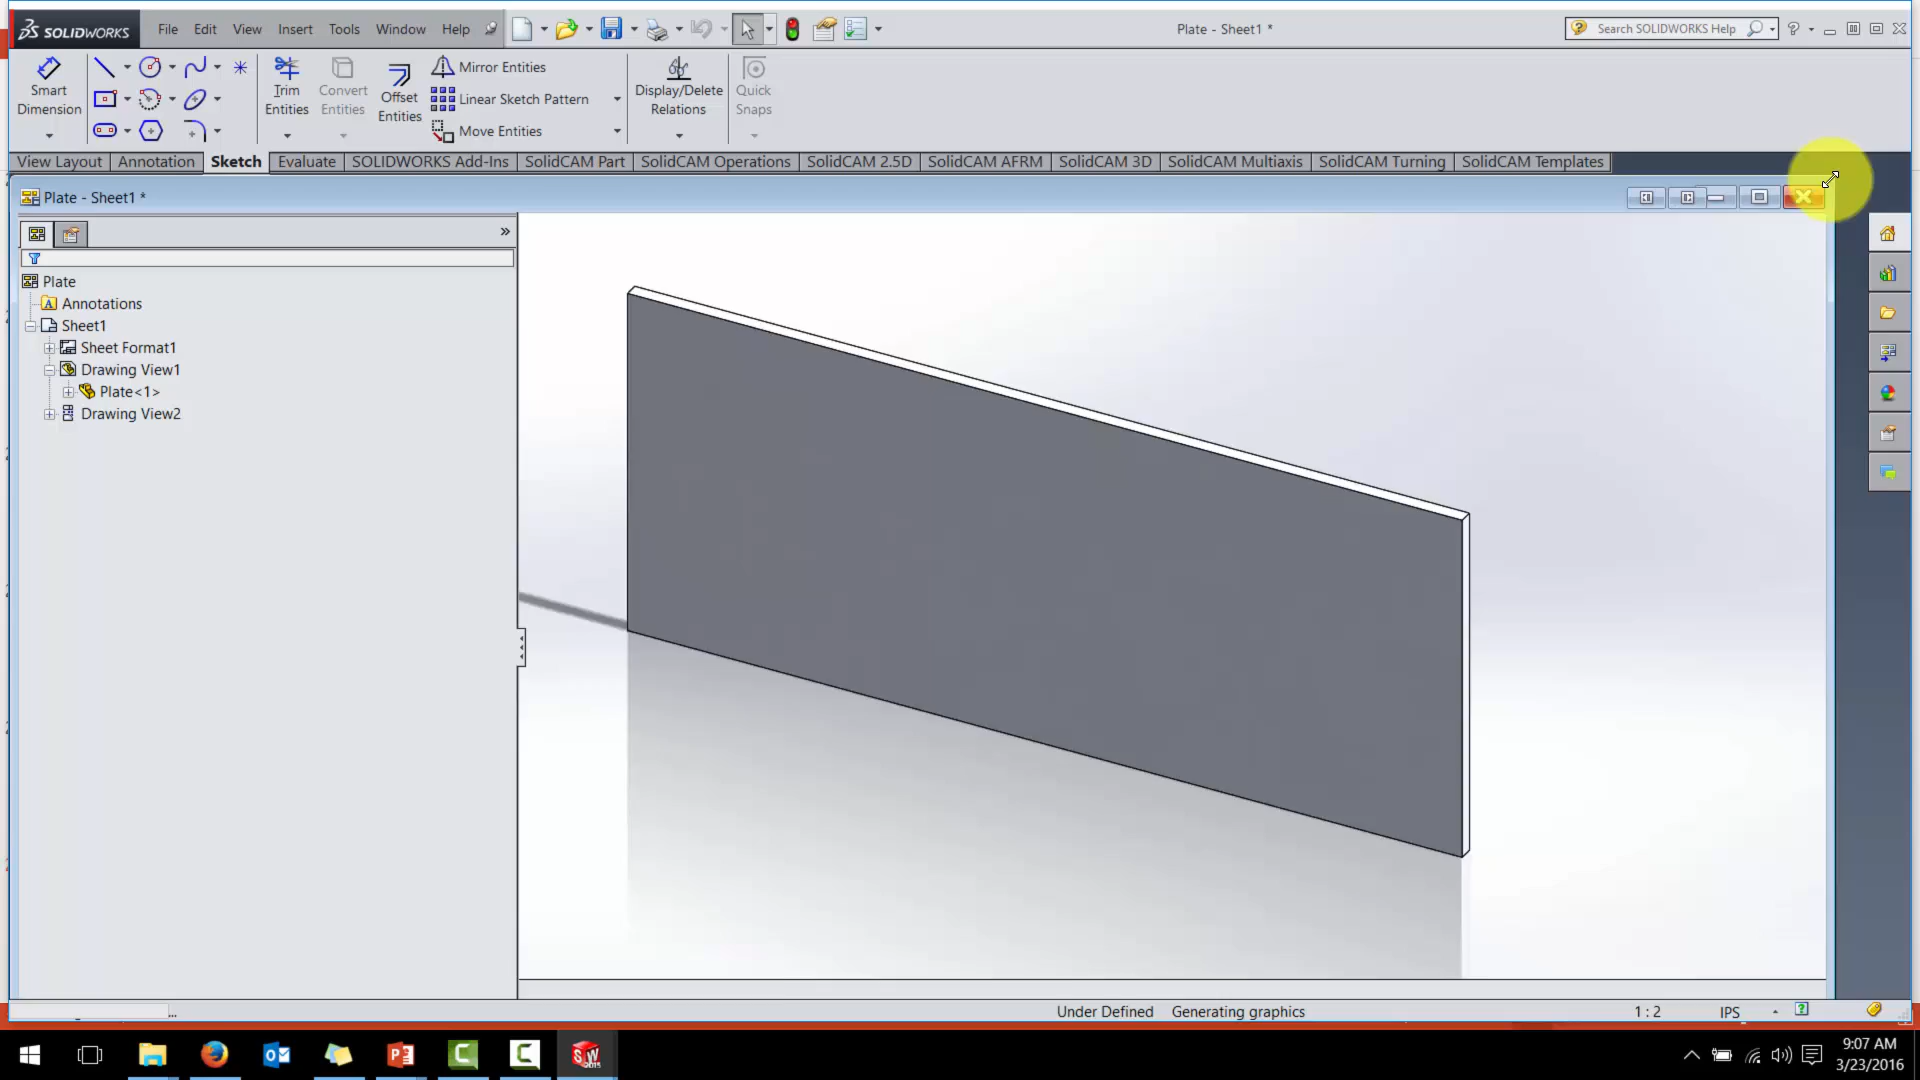 SOLIDWORKS File Edit View Insert Tools Window Help Plate - Sheet1 * Search SOLIDWORKS Help
Smart Dimension
Trim Entities
Convert Entities
Offset Entities
Mirror Entities
Linear Sketch Pattern
Move Entities
Display/Delete Relations
Quick Snaps
View Layout Annotation Sketch Evaluate SOLIDWORKS Add-Ins SolidCAM Part SolidCAM Operations SolidCAM 2.5D SolidCAM AFRM SolidCAM 3D SolidCAM Multiaxis SolidCAM Turning SolidCAM Templates
Plate - Sheet1 *
Plate
Annotations
Sheet1
Sheet Format1
Drawing View1
Plate<1>
Drawing View2
... Under Defined Generating graphics 1 : 2 IPS
9:07 AM
3/23/2016